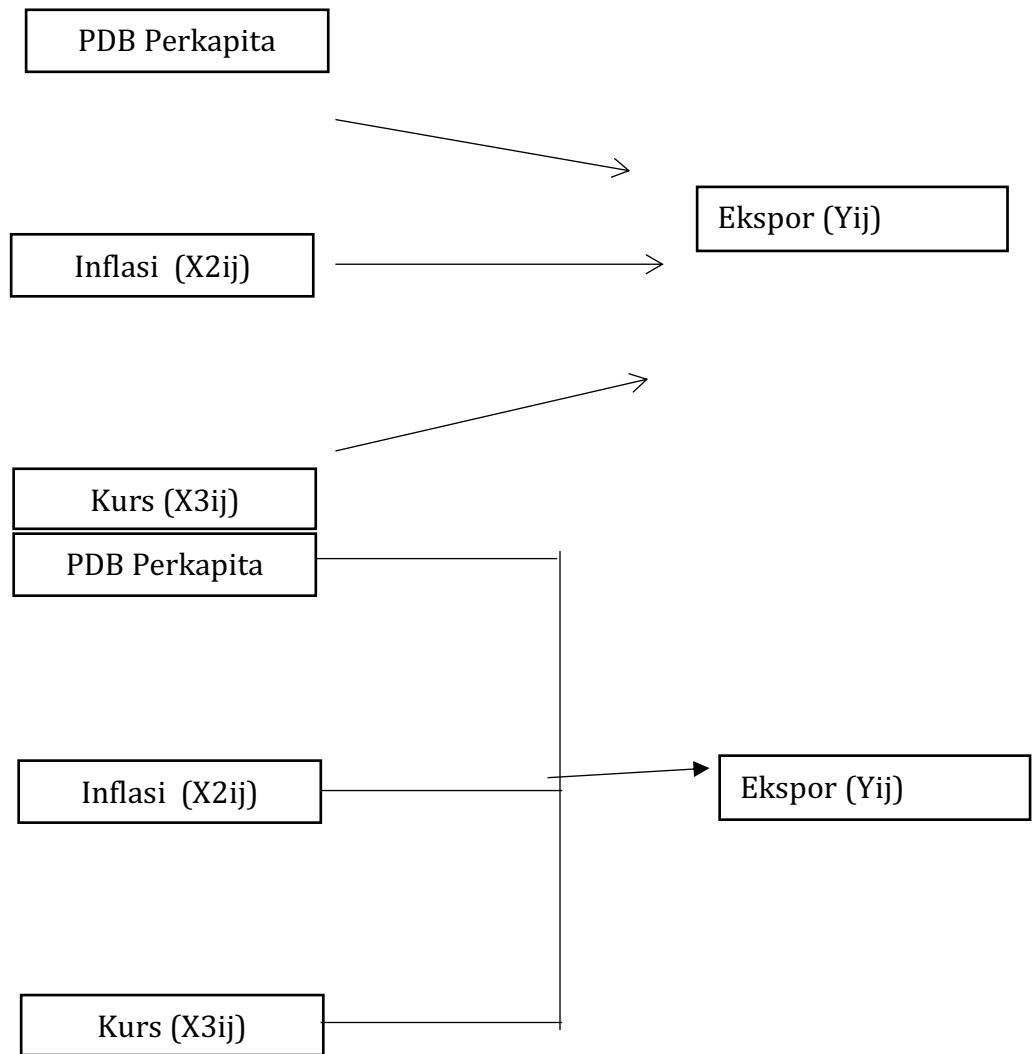 PDB Perkapita
Ekspor (Yij)
Inflasi (X2ij)
Kurs (X3ij)
PDB Perkapita
Inflasi (X2ij)
Ekspor (Yij)
Kurs (X3ij)